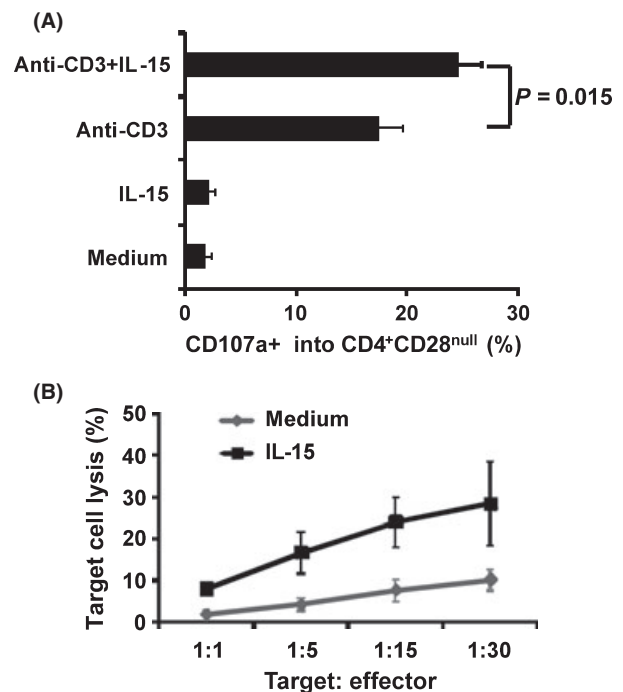 (A)
Anti-CD3+IL-15
Anti-CD3
IL-15
Medium
P = 0.015
0 10 20 30
CD107a+ into CD4⁺CD28ⁿᵘˡˡ (%)
(B)
Target cell lysis (%)
50
40
30
20
10
0
Medium
IL-15
1:1 1:5 1:15 1:30
Target: effector